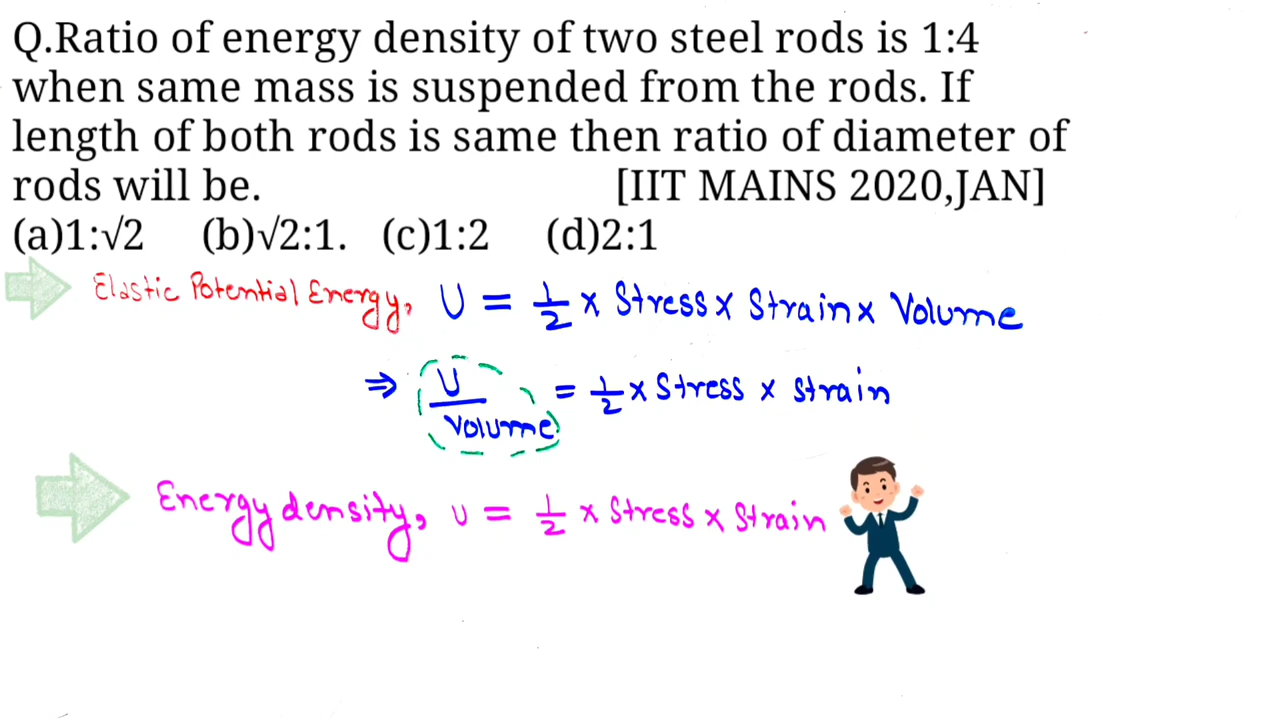 Q.Ratio of energy density of two steel rods is 1:4
when same mass is suspended from the rods. If
length of both rods is same then ratio of diameter of
rods will be. [IIT MAINS 2020,JAN]
(a)1:√2 (b)√2:1. (c)1:2 (d)2:1
Elastic Potential Energy, U = 1/2 x Stress x Strain x Volume
⇒ U/Volume = 1/2 x Stress x Strain
Energy density, u = 1/2 x Stress x Strain